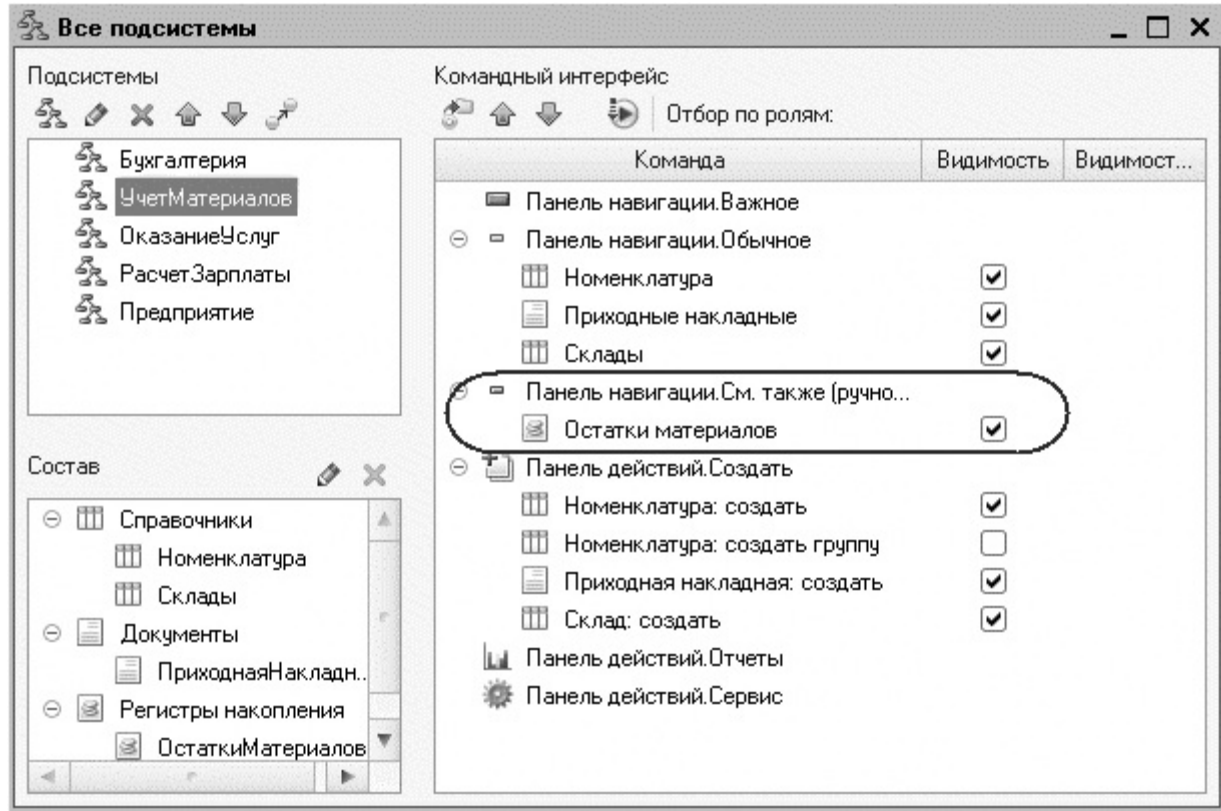 Все подсистемы
Подсистемы
Бухгалтерия
УчетМатериалов
ОказаниеУслуг
РасчетЗарплаты
Предприятие
Состав
Справочники
Номенклатура
Склады
Документы
ПриходнаяНакладн..
Регистры накопления
ОстаткиМатериалов
Командный интерфейс
Отбор по ролям:
Команда Видимость Видимост...
Панель навигации.Важное
Панель навигации.Обычное
Номенклатура
Приходные накладные
Склады
Панель навигации.См. также (ручно...
Остатки материалов
Панель действий.Создать
Номенклатура: создать
Номенклатура: создать группу
Приходная накладная: создать
Склад: создать
Панель действий.Отчеты
Панель действий.Сервис